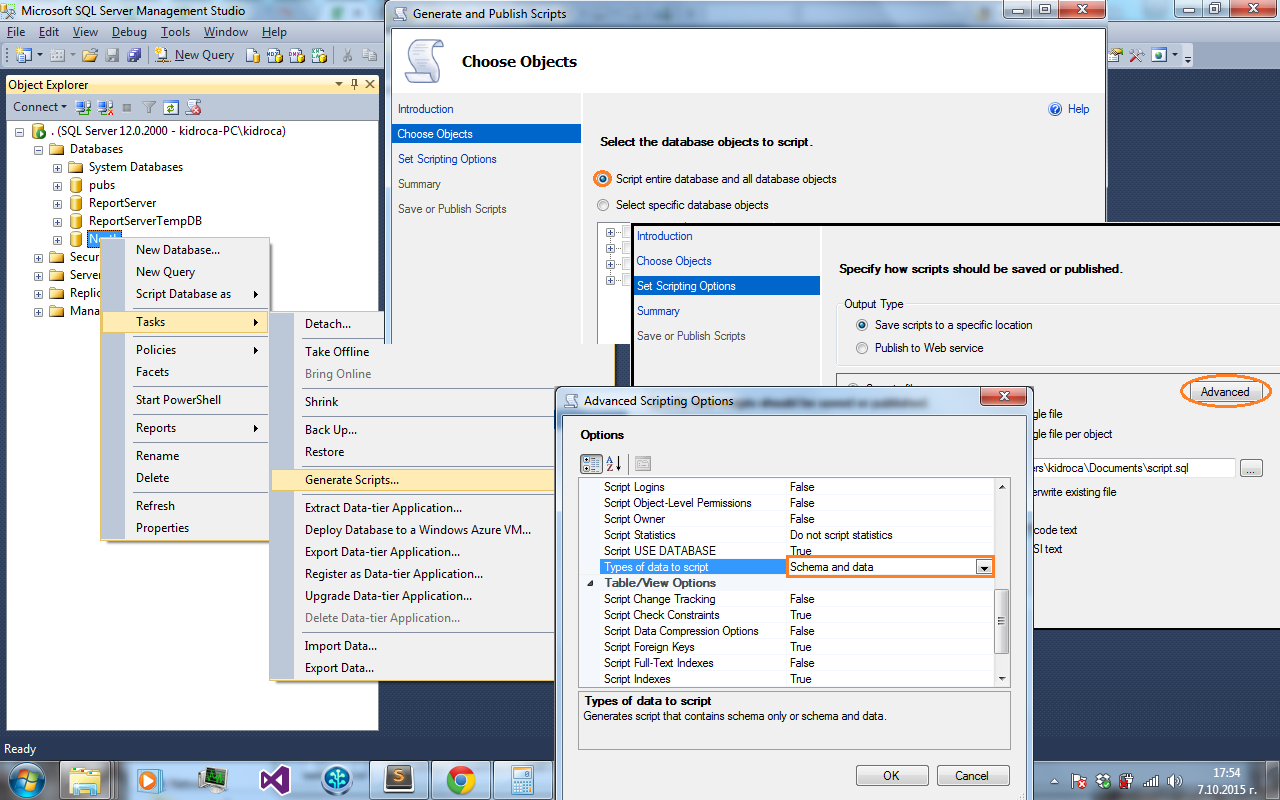 Microsoft SQL Server Management Studio
File Edit View Debug Tools Window Help
New Query
Object Explorer
Connect
. (SQL Server 12.0.2000 - kidroca-PC\kidroca)
Databases
System Databases
pubs
ReportServer
ReportServerTempDB
Secur
Server
Replic
Mana
New Database...
New Query
Script Database as
Tasks
Policies
Facets
Start PowerShell
Reports
Rename
Delete
Refresh
Properties
Detach...
Take Offline
Bring Online
Shrink
Back Up...
Restore
Generate Scripts...
Extract Data-tier Application...
Deploy Database to a Windows Azure VM...
Export Data-tier Application...
Register as Data-tier Application...
Upgrade Data-tier Application...
Delete Data-tier Application...
Import Data...
Export Data...
Generate and Publish Scripts
Choose Objects
Introduction
Choose Objects
Set Scripting Options
Summary
Save or Publish Scripts
Help
Select the database objects to script.
Script entire database and all database objects
Select specific database objects
Introduction
Choose Objects
Set Scripting Options
Summary
Save or Publish Scripts
Specify how scripts should be saved or published.
Output Type
Save scripts to a specific location
Publish to Web service
Advanced
gle file
gle file per object
ers\kidroca\Documents\script.sql
...
erwrite existing file
code text
SI text
Advanced Scripting Options
Options
Script Logins False
Script Object-Level Permissions False
Script Owner False
Script Statistics Do not script statistics
Script USE DATABASE True
Types of data to script Schema and data
Table/View Options
Script Change Tracking False
Script Check Constraints True
Script Data Compression Options False
Script Foreign Keys True
Script Full-Text Indexes False
Script Indexes True
Types of data to script
Generates script that contains schema only or schema and data.
OK Cancel
Ready
17:54
7.10.2015 г.